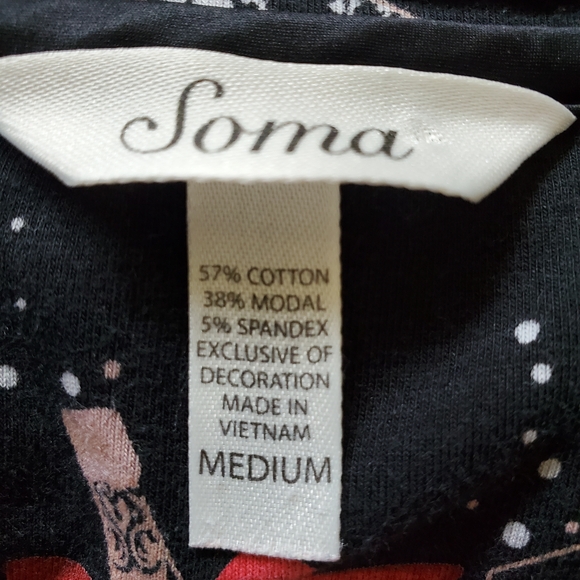 Soma
57% COTTON
38% MODAL
5% SPANDEX
EXCLUSIVE OF
DECORATION
MADE IN
VIETNAM
MEDIUM